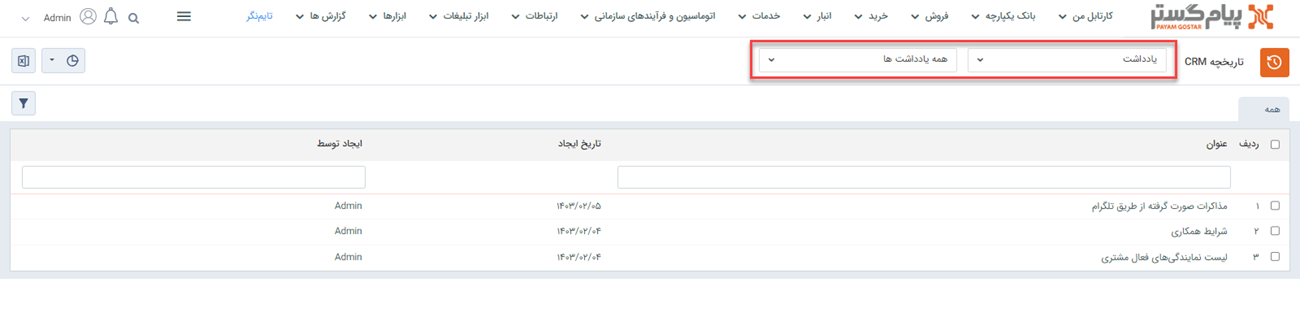 پیام گستر کارتابل من بانک یکپارچه فروش خرید انبار خدمات اتوماسیون و فرآیندهای سازمانی ارتباطات ابزار تبلیغات ابزارها گزارش ها تایم‌نگر Admin
PAYAM GOSTAR
تاریخچه CRM یادداشت همه یادداشت ها
همه
ردیف عنوان تاریخ ایجاد ایجاد توسط
۱ مذاکرات صورت گرفته از طریق تلگرام ۱۴۰۳/۰۲/۰۵ Admin
۲ شرایط همکاری ۱۴۰۳/۰۲/۰۴ Admin
۳ لیست نمایندگی‌های فعال مشتری ۱۴۰۳/۰۲/۰۴ Admin